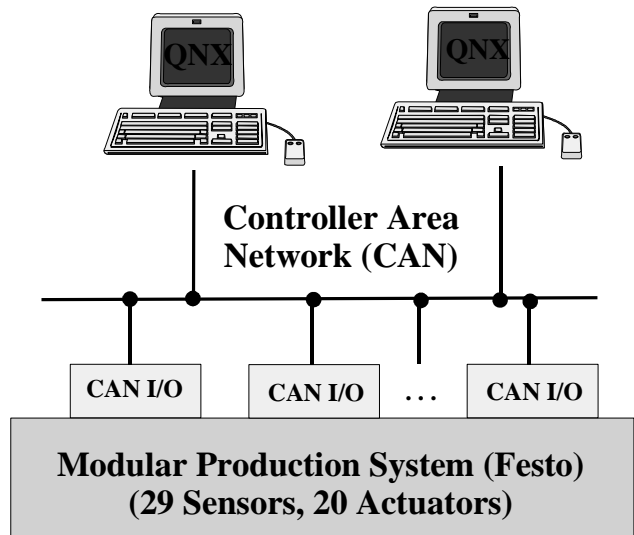 QNX
QNX
Controller Area
Network (CAN)
CAN I/O
CAN I/O
...
CAN I/O
Modular Production System (Festo)
(29 Sensors, 20 Actuators)